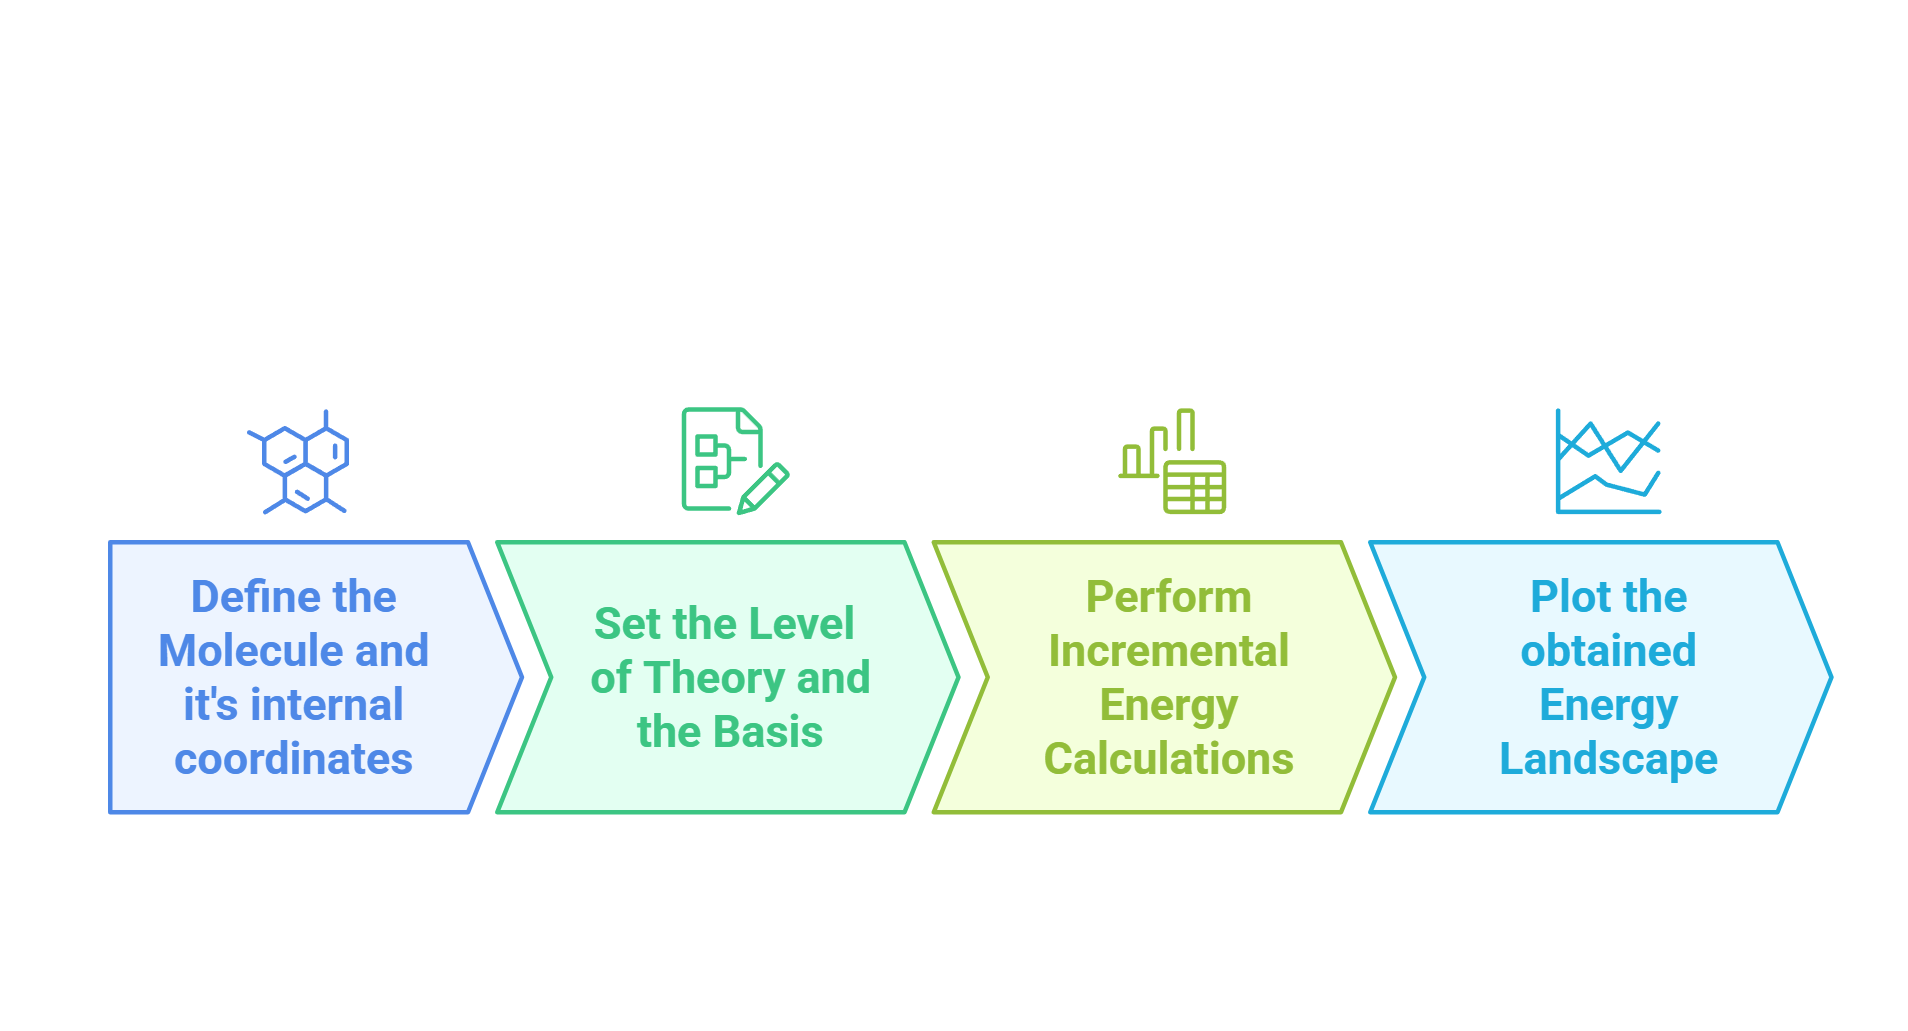 Define the
Molecule and
it's internal
coordinates
Set the Level
of Theory and
the Basis
Perform
Incremental
Energy
Calculations
Plot the
obtained
Energy
Landscape